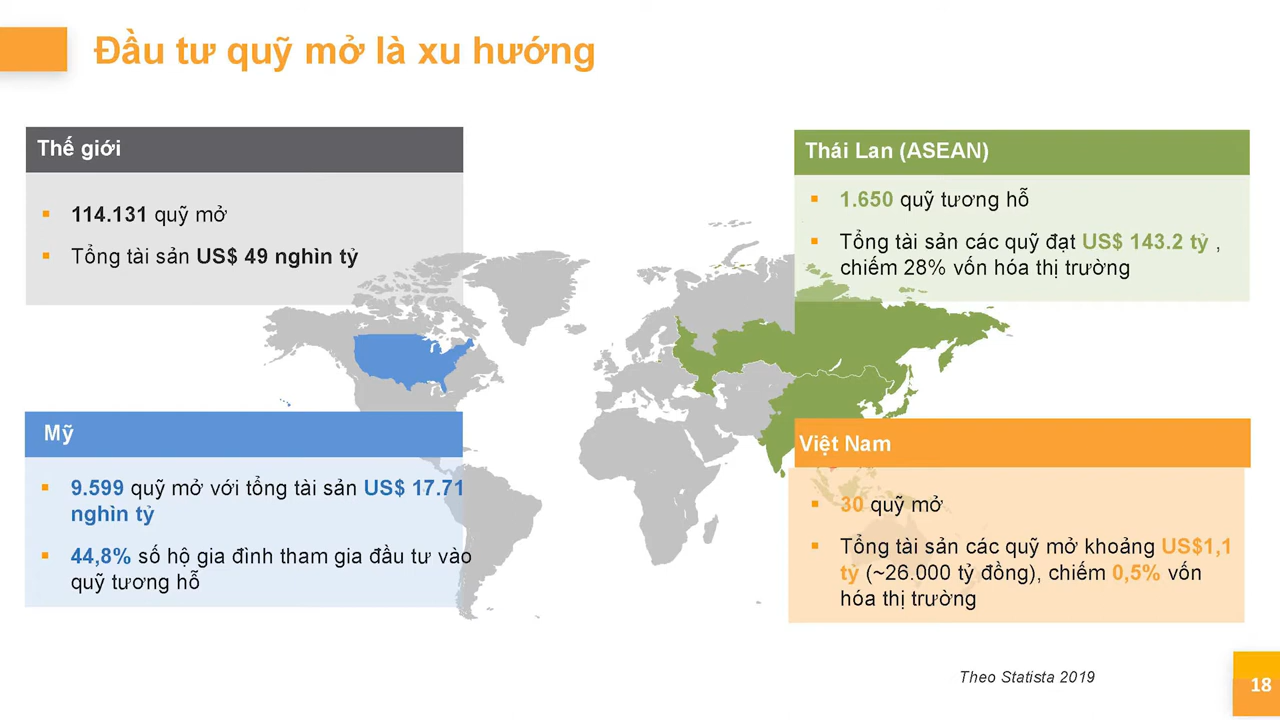 Đầu tư quỹ mở là xu hướng
Thế giới
114.131 quỹ mở
Tổng tài sản US$ 49 nghìn tỷ
Thái Lan (ASEAN)
1.650 quỹ tương hỗ
Tổng tài sản các quỹ đạt US$ 143.2 tỷ ,
chiếm 28% vốn hóa thị trường
Mỹ
9.599 quỹ mở với tổng tài sản US$ 17.71
nghìn tỷ
44,8% số hộ gia đình tham gia đầu tư vào
quỹ tương hỗ
Việt Nam
30 quỹ mở
Tổng tài sản các quỹ mở khoảng US$1,1
tỷ (~26.000 tỷ đồng), chiếm 0,5% vốn
hóa thị trường
Theo Statista 2019
18